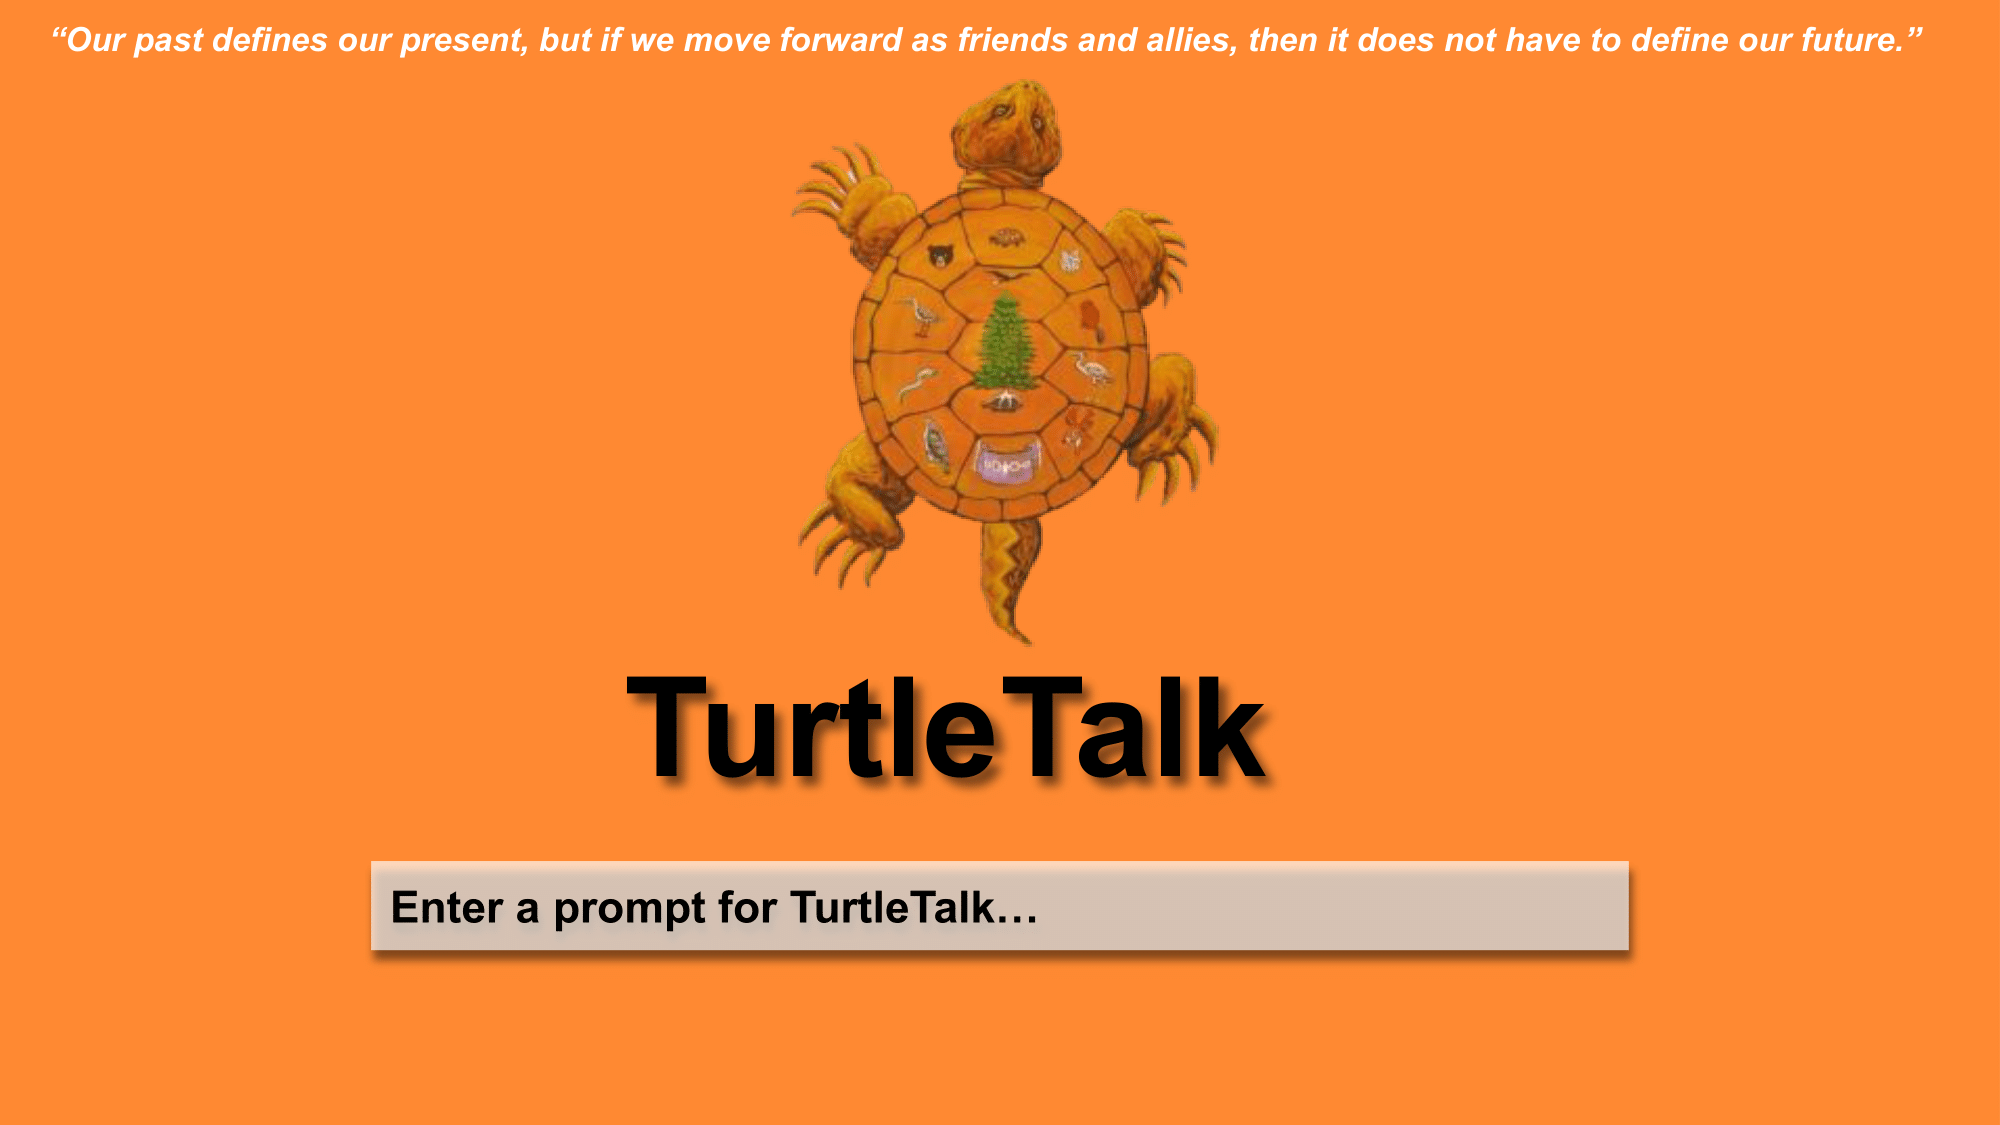 “Our past defines our present, but if we move forward as friends and allies, then it does not have to define our future.”
TurtleTalk
Enter a prompt for TurtleTalk…